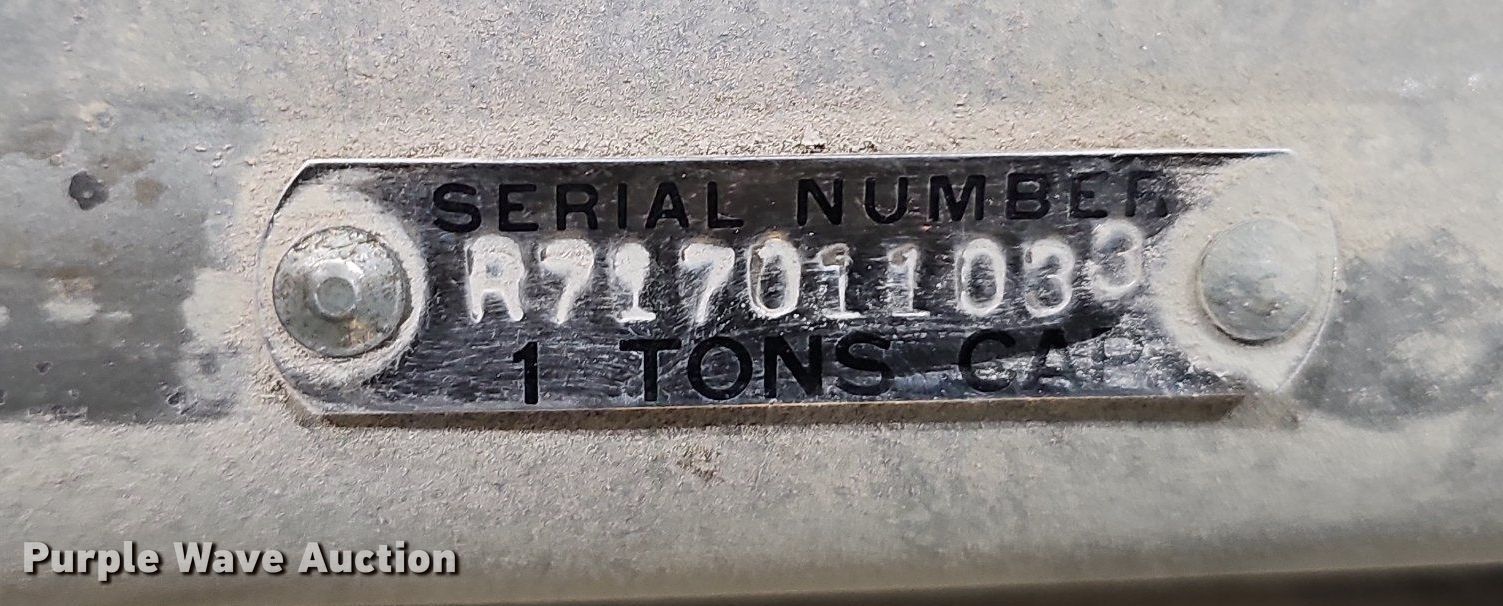 SERIAL NUMBER
R717011033
1 TONS CAP
Purple Wave Auction